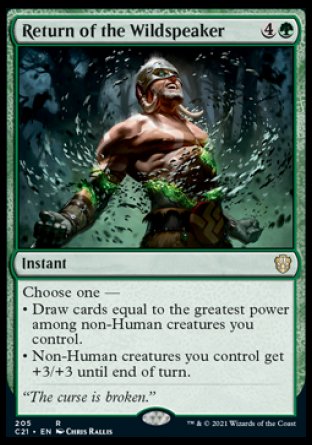 Return of the Wildspeaker 4
Instant
Choose one —
• Draw cards equal to the greatest power
among non-Human creatures you
control.
• Non-Human creatures you control get
+3/+3 until end of turn.
"The curse is broken."
205 R
C21 • EN Chris Rallis
™ & © 2021 Wizards of the Coast